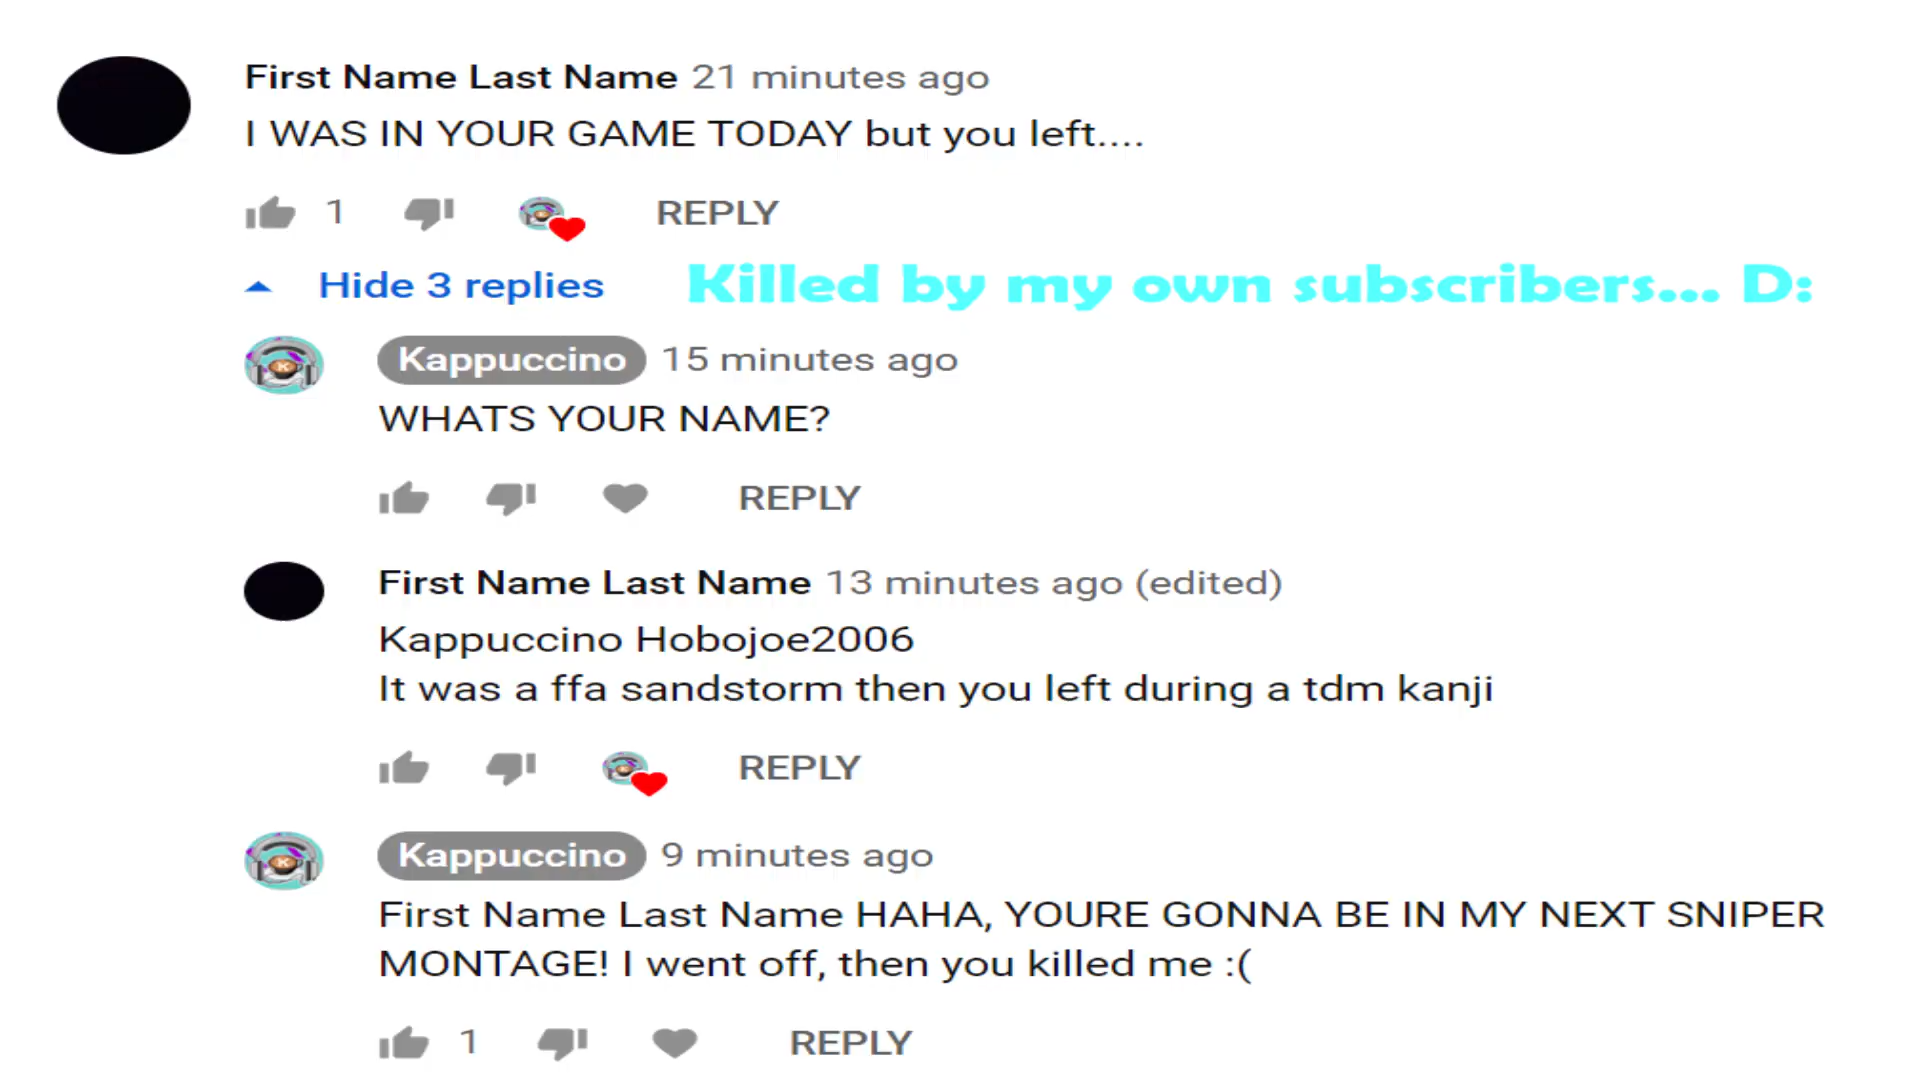 First Name Last Name 21 minutes ago
I WAS IN YOUR GAME TODAY but you left....
1 REPLY
Hide 3 replies Killed by my own subscribers... D:
Kappuccino 15 minutes ago
WHATS YOUR NAME?
REPLY
First Name Last Name 13 minutes ago (edited)
Kappuccino Hobojoe2006
It was a ffa sandstorm then you left during a tdm kanji
REPLY
Kappuccino 9 minutes ago
First Name Last Name HAHA, YOURE GONNA BE IN MY NEXT SNIPER
MONTAGE! I went off, then you killed me :(
1 REPLY